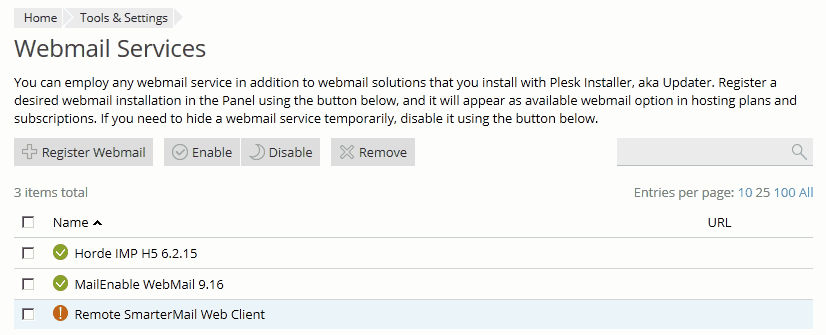 Home Tools & Settings
Webmail Services
You can employ any webmail service in addition to webmail solutions that you install with Plesk Installer, aka Updater. Register a
desired webmail installation in the Panel using the button below, and it will appear as available webmail option in hosting plans and
subscriptions. If you need to hide a webmail service temporarily, disable it using the button below.
Register Webmail Enable Disable Remove
3 items total Entries per page: 10 25 100 All
Name URL
Horde IMP H5 6.2.15
MailEnable WebMail 9.16
Remote SmarterMail Web Client